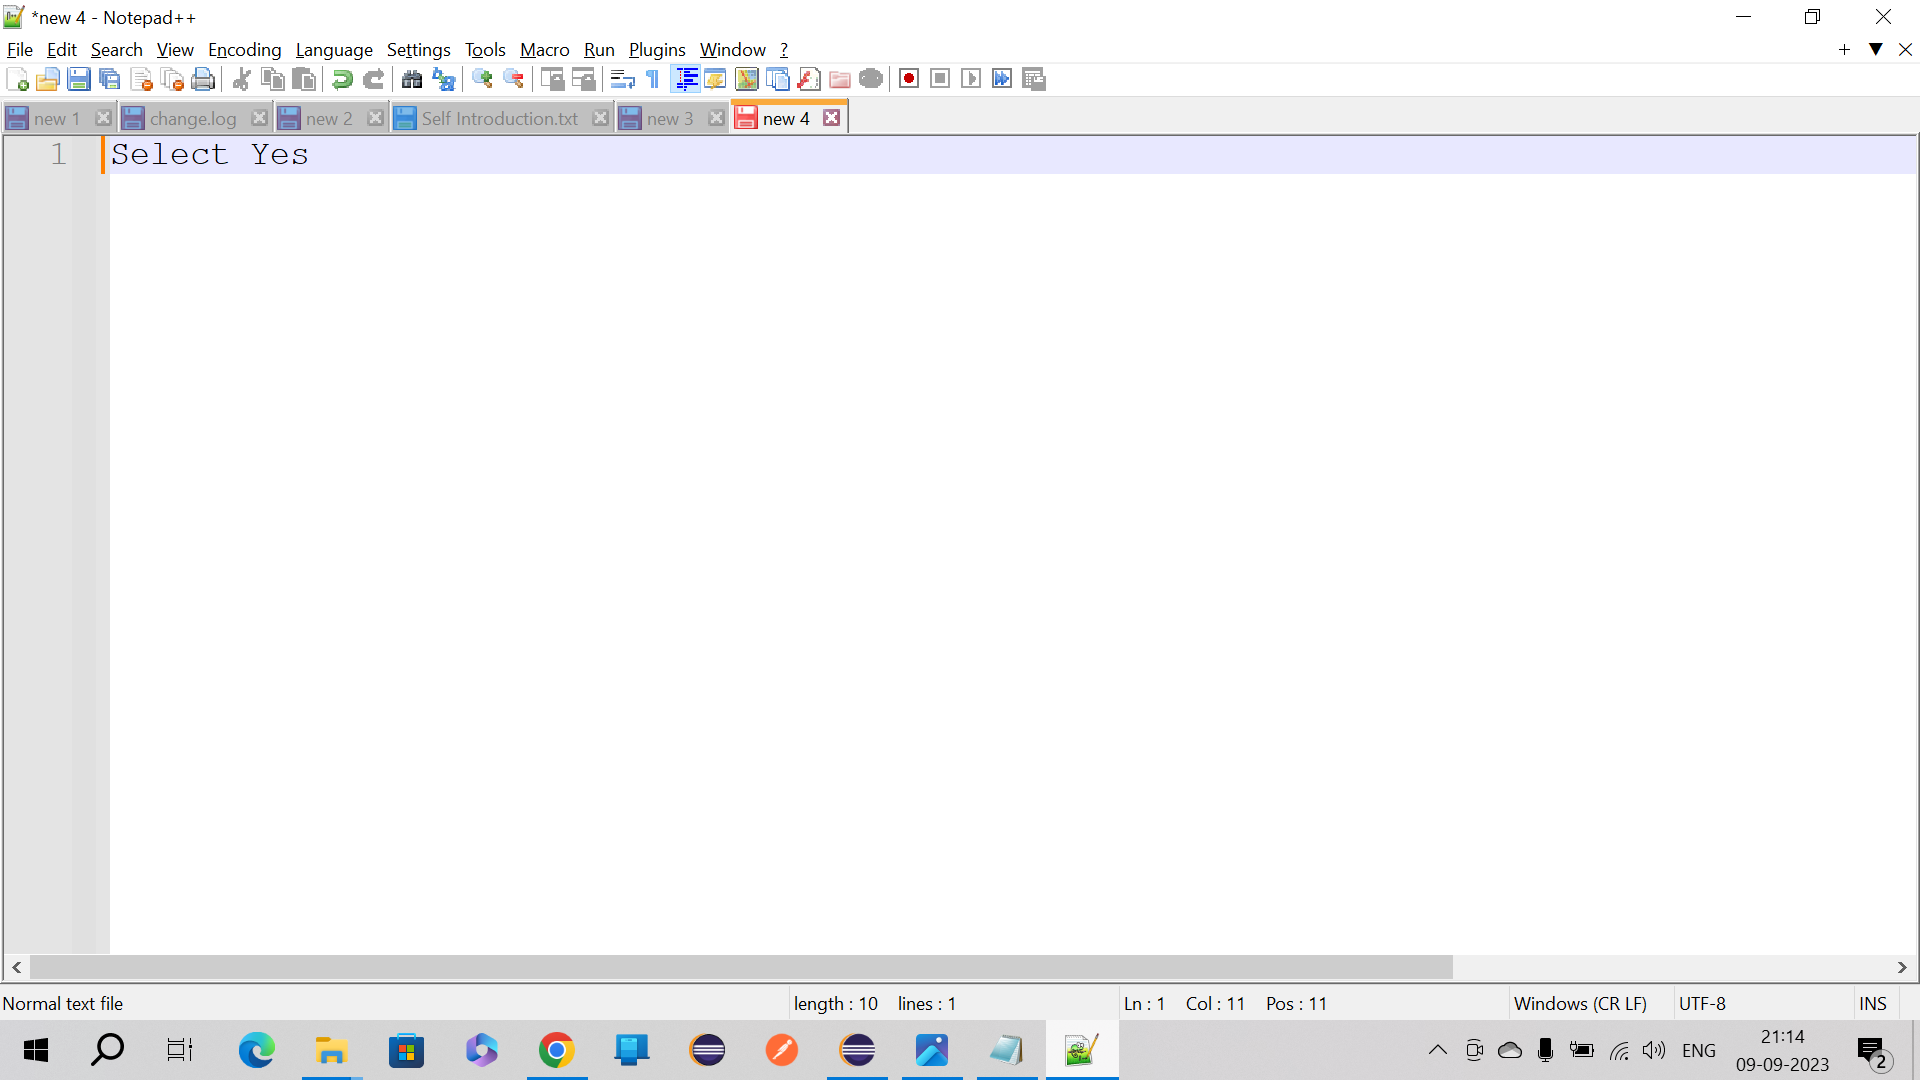 *new 4 - Notepad++
File Edit Search View Encoding Language Settings Tools Macro Run Plugins Window ?
new 1 change.log new 2 Self Introduction.txt new 3 new 4
1 Select Yes
Normal text file length : 10 lines : 1 Ln : 1 Col : 11 Pos : 11 Windows (CR LF) UTF-8 INS
ENG 21:14
09-09-2023 2